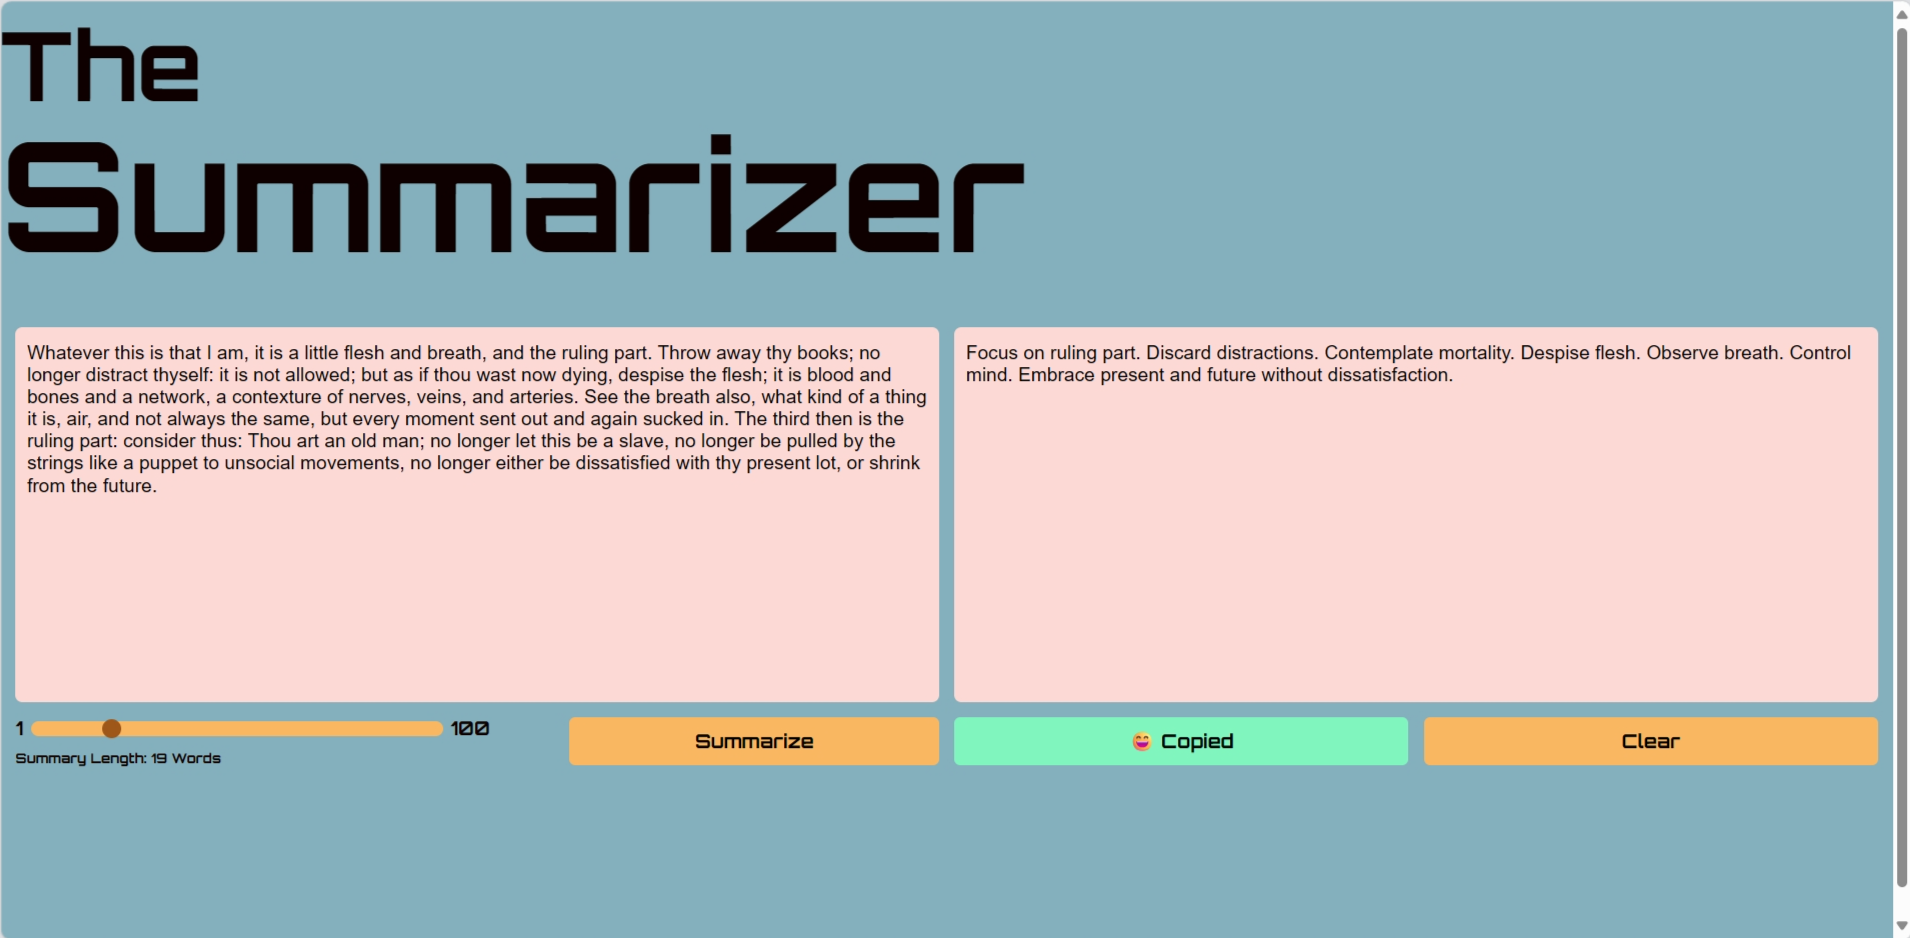 The
Summarizer
Whatever this is that I am, it is a little flesh and breath, and the ruling part. Throw away thy books; no
longer distract thyself: it is not allowed; but as if thou wast now dying, despise the flesh; it is blood and
bones and a network, a contexture of nerves, veins, and arteries. See the breath also, what kind of a thing
it is, air, and not always the same, but every moment sent out and again sucked in. The third then is the
ruling part: consider thus: Thou art an old man; no longer let this be a slave, no longer be pulled by the
strings like a puppet to unsocial movements, no longer either be dissatisfied with thy present lot, or shrink
from the future.
Focus on ruling part. Discard distractions. Contemplate mortality. Despise flesh. Observe breath. Control
mind. Embrace present and future without dissatisfaction.
1 100
Summary Length: 19 Words
Summarize
😄 Copied
Clear